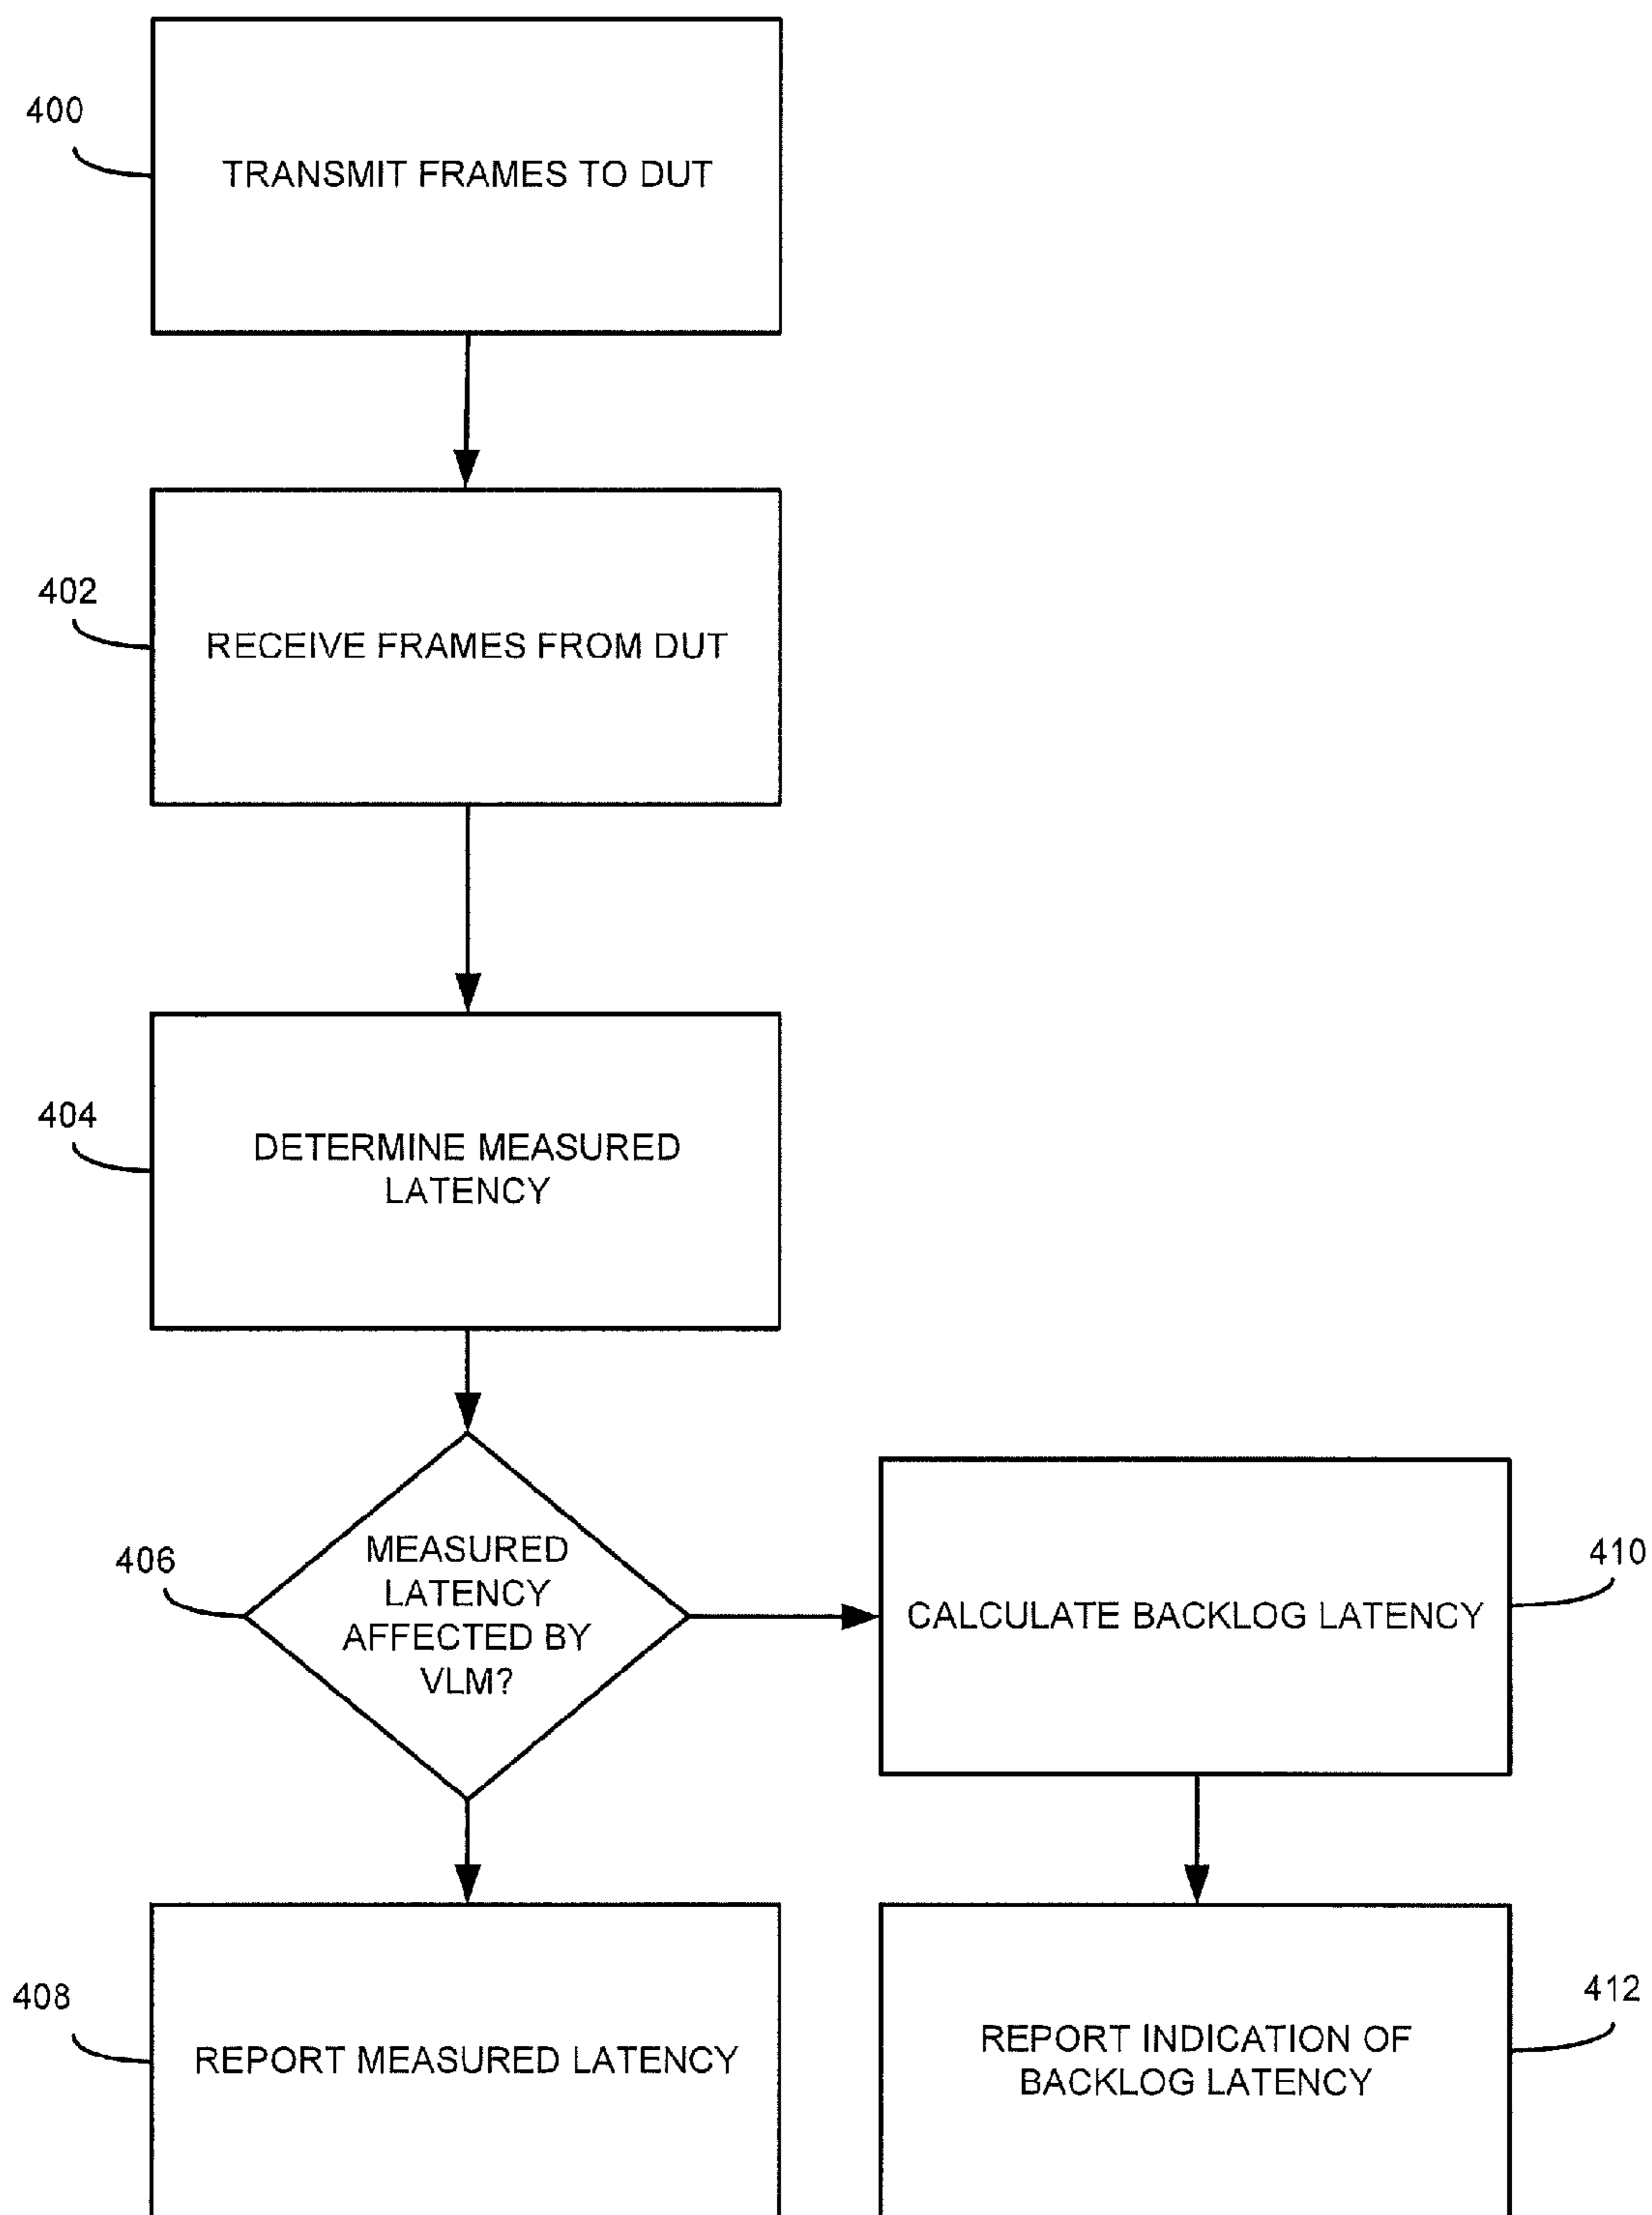 400
TRANSMIT FRAMES TO DUT
402
RECEIVE FRAMES FROM DUT
404
DETERMINE MEASURED
LATENCY
406
MEASURED
LATENCY
AFFECTED BY
VLM?
410
CALCULATE BACKLOG LATENCY
408
REPORT MEASURED LATENCY
412
REPORT INDICATION OF
BACKLOG LATENCY